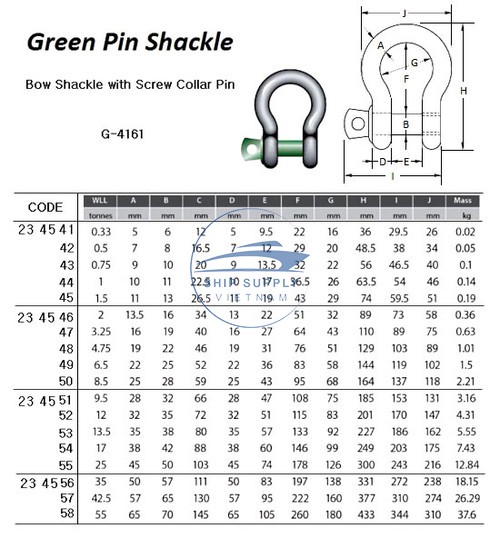 Green Pin Shackle
Bow Shackle with Screw Collar Pin
G-4161
J
A
G
F
H
B
D E
I
CODE WLL A B C D E F G H I J Mass
tonnes mm mm mm mm mm mm mm mm mm mm kg
23 45 41 0.33 5 6 12 5 9.5 22 16 36 29.5 26 0.02
42 0.5 7 8 16.5 7 12 29 20 48.5 38 34 0.05
43 0.75 9 10 20 9 13.5 32 22 56 46.5 40 0.1
44 1 10 11 22.5 10 17 36.5 26 63.5 54 46 0.14
45 1.5 11 13 26.5 11 19 43 29 74 59.5 51 0.19
SHIP SUPPLY
VIETNAM
23 45 46 2 13.5 16 34 13 22 51 32 89 73 58 0.36
47 3.25 16 19 40 16 27 64 43 110 89 75 0.63
48 4.75 19 22 46 19 31 76 51 129 103 89 1.01
49 6.5 22 25 52 22 36 83 58 144 119 102 1.5
50 8.5 25 28 59 25 43 95 68 164 137 118 2.21
23 45 51 9.5 28 32 66 28 47 108 75 185 153 131 3.16
52 12 32 35 72 32 51 115 83 201 170 147 4.31
53 13.5 35 38 80 35 57 133 92 227 186 162 5.55
54 17 38 42 88 38 60 146 99 249 203 175 7.43
55 25 45 50 103 45 74 178 126 300 243 216 12.84
23 45 56 35 50 57 111 50 83 197 138 331 272 238 18.15
57 42.5 57 65 130 57 95 222 160 377 310 274 26.29
58 55 65 70 145 65 105 260 180 433 344 310 37.6